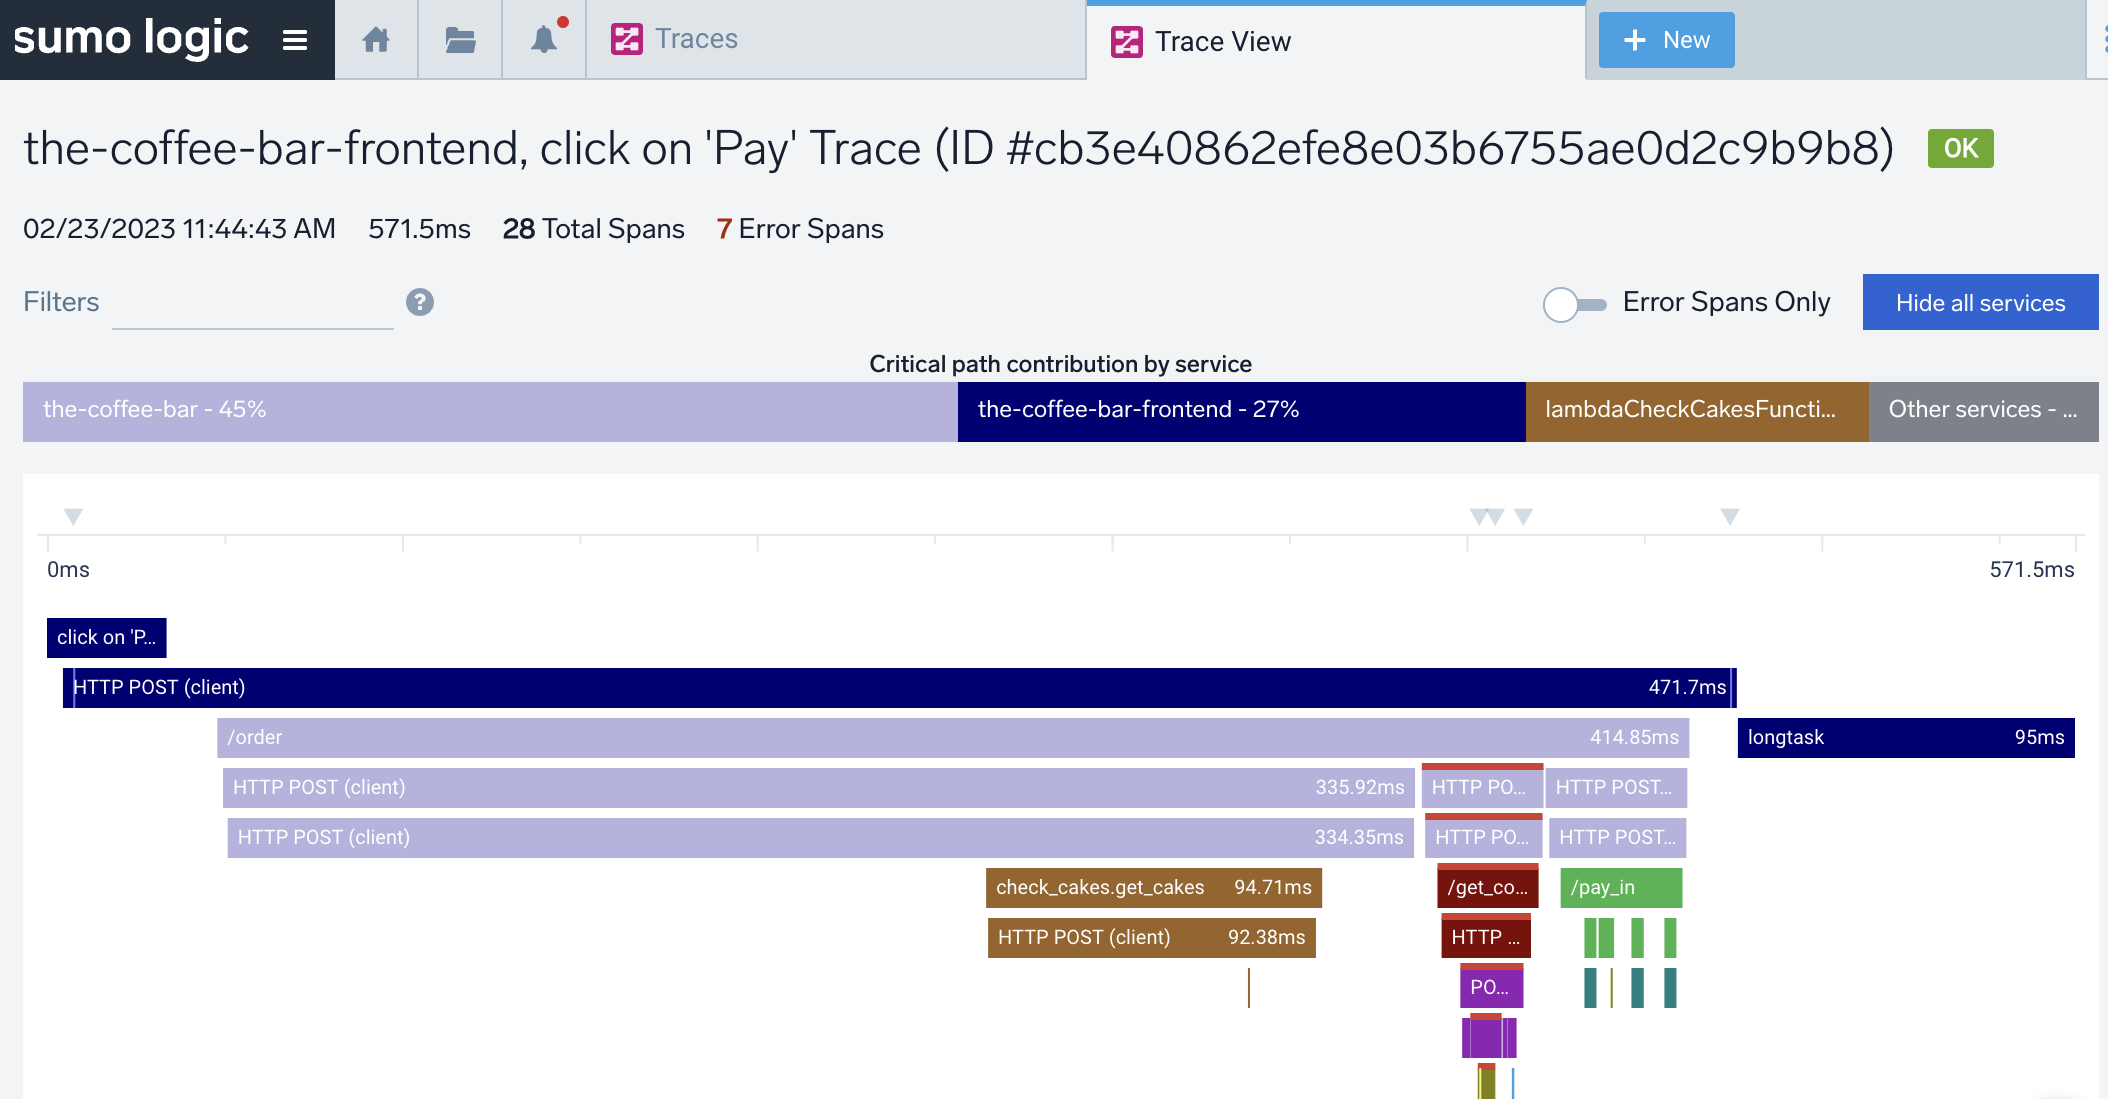 sumo logic
Traces
Trace View
+ New
the-coffee-bar-frontend, click on 'Pay' Trace (ID #cb3e40862efe8e03b6755ae0d2c9b9b8) OK
02/23/2023 11:44:43 AM 571.5ms 28 Total Spans 7 Error Spans
Filters ? Error Spans Only Hide all services
Critical path contribution by service
the-coffee-bar - 45% the-coffee-bar-frontend - 27% lambdaCheckCakesFuncti... Other services - ...
0ms 571.5ms
click on 'P...
HTTP POST (client) 471.7ms
/order 414.85ms longtask 95ms
HTTP POST (client) 335.92ms HTTP PO... HTTP POST...
HTTP POST (client) 334.35ms HTTP PO... HTTP POST...
check_cakes.get_cakes 94.71ms /get_co... /pay_in
HTTP POST (client) 92.38ms HTTP ...
PO...